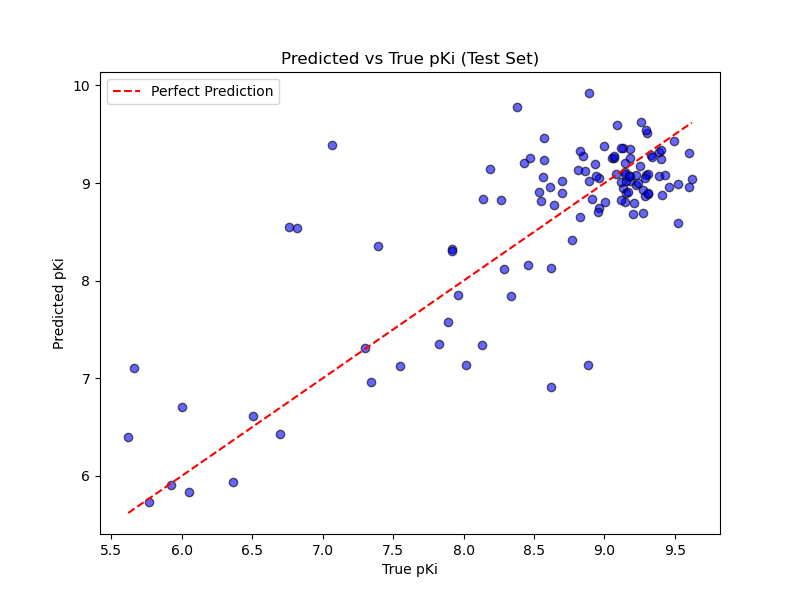 Predicted vs True pKi (Test Set)
Perfect Prediction
Predicted pKi
10
9
8
7
6
5.5 6.0 6.5 7.0 7.5 8.0 8.5 9.0 9.5
True pKi